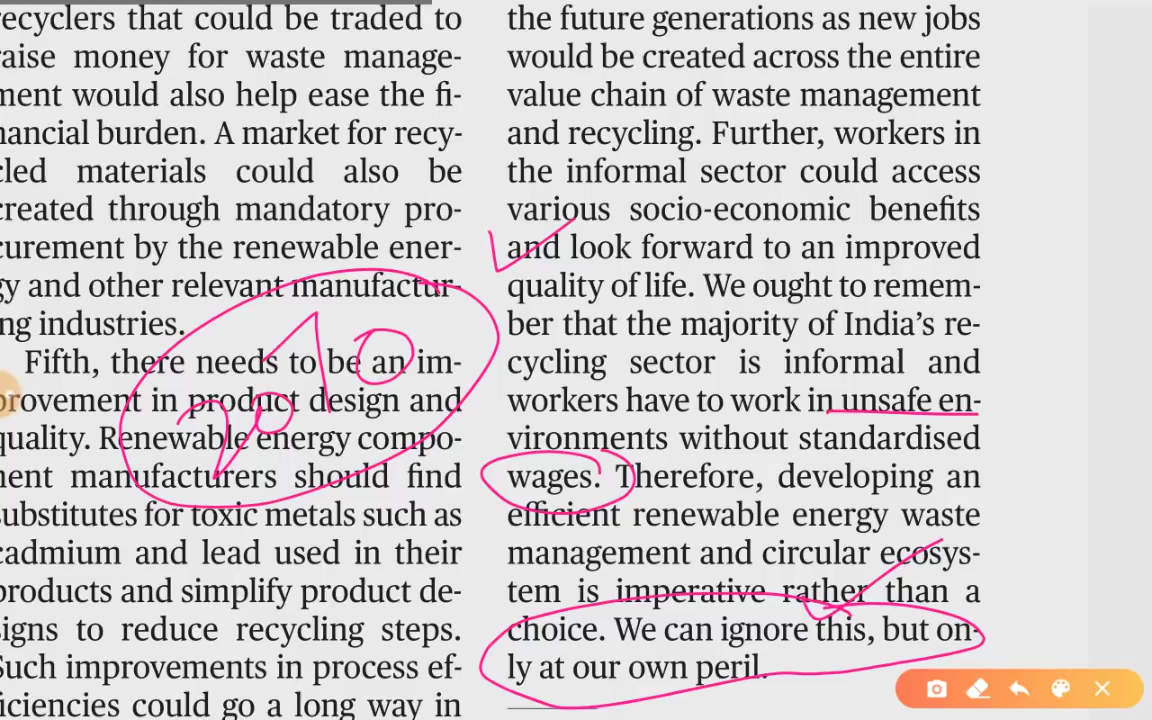 recyclers that could be traded to
raise money for waste manage-
ment would also help ease the fi-
nancial burden. A market for recy-
cled materials could also be
created through mandatory pro-
curement by the renewable ener-
gy and other relevant manufactur-
ing industries.
Fifth, there needs to be an im-
provement in product design and
quality. Renewable energy compo-
nent manufacturers should find
substitutes for toxic metals such as
cadmium and lead used in their
products and simplify product de-
signs to reduce recycling steps.
Such improvements in process ef-
ficiencies could go a long way in
the future generations as new jobs
would be created across the entire
value chain of waste management
and recycling. Further, workers in
the informal sector could access
various socio-economic benefits
and look forward to an improved
quality of life. We ought to remem-
ber that the majority of India's re-
cycling sector is informal and
workers have to work in unsafe en-
vironments without standardised
wages. Therefore, developing an
efficient renewable energy waste
management and circular ecosys-
tem is imperative rather than a
choice. We can ignore this, but on-
ly at our own peril.